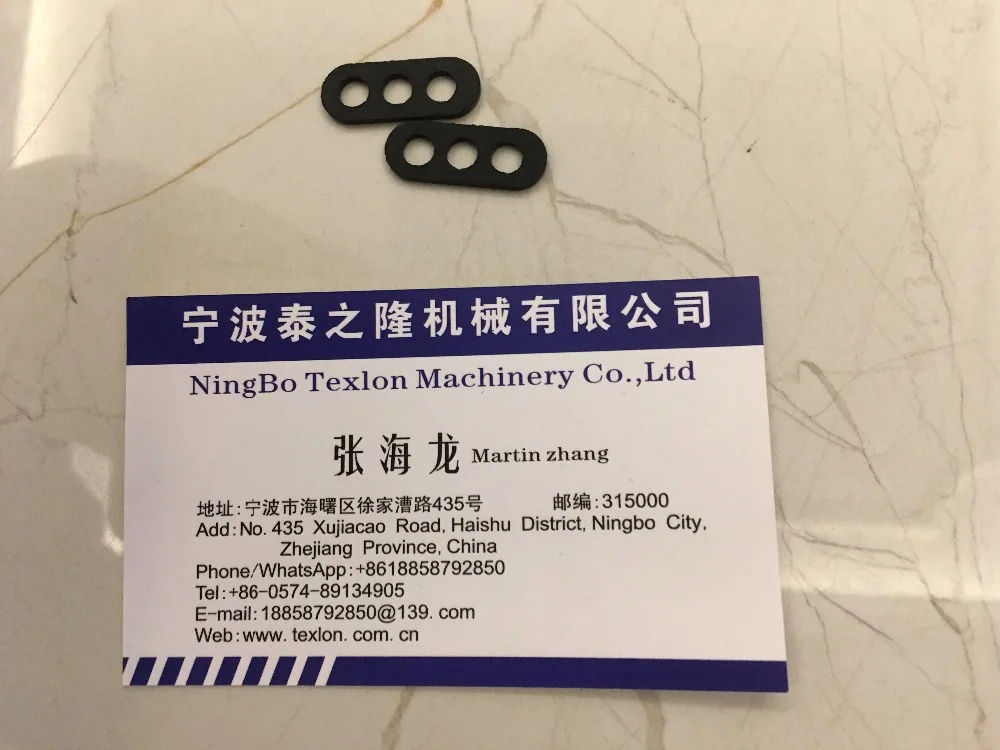 宁波泰之隆机械有限公司
NingBo Texlon Machinery Co.,Ltd
张海龙 Martin zhang
地址:宁波市海曙区徐家漕路435号 邮编:315000
Add:No. 435 Xujiacao Road, Haishu District, Ningbo City,
Zhejiang Province, China
Phone/WhatsApp:+8618858792850
Tel:+86-0574-89134905
E-mail:18858792850@139. com
Web:www. texlon. com. cn